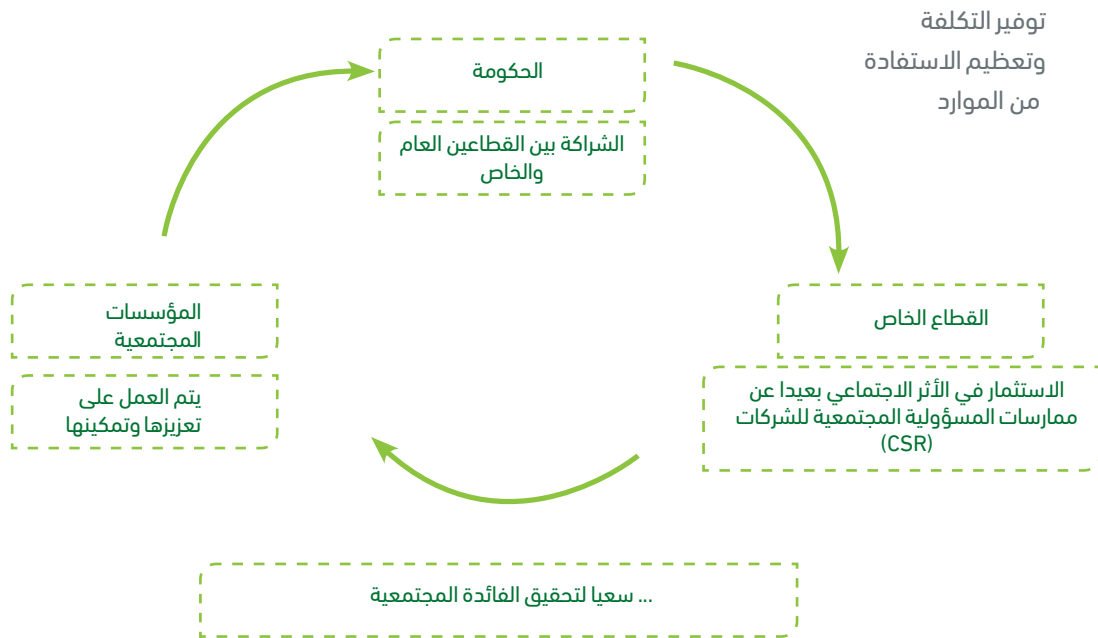 توفير التكلفة
وتعظيم الاستفادة
من الموارد
الحكومة
الشراكة بين القطاعين العام
والخاص
القطاع الخاص
الاستثمار في الأثر الاجتماعي بعيدا عن
ممارسات المسؤولية المجتمعية للشركات
(CSR)
المؤسسات
المجتمعية
يتم العمل على
تعزيزها وتمكينها
... سعيا لتحقيق الفائدة المجتمعية